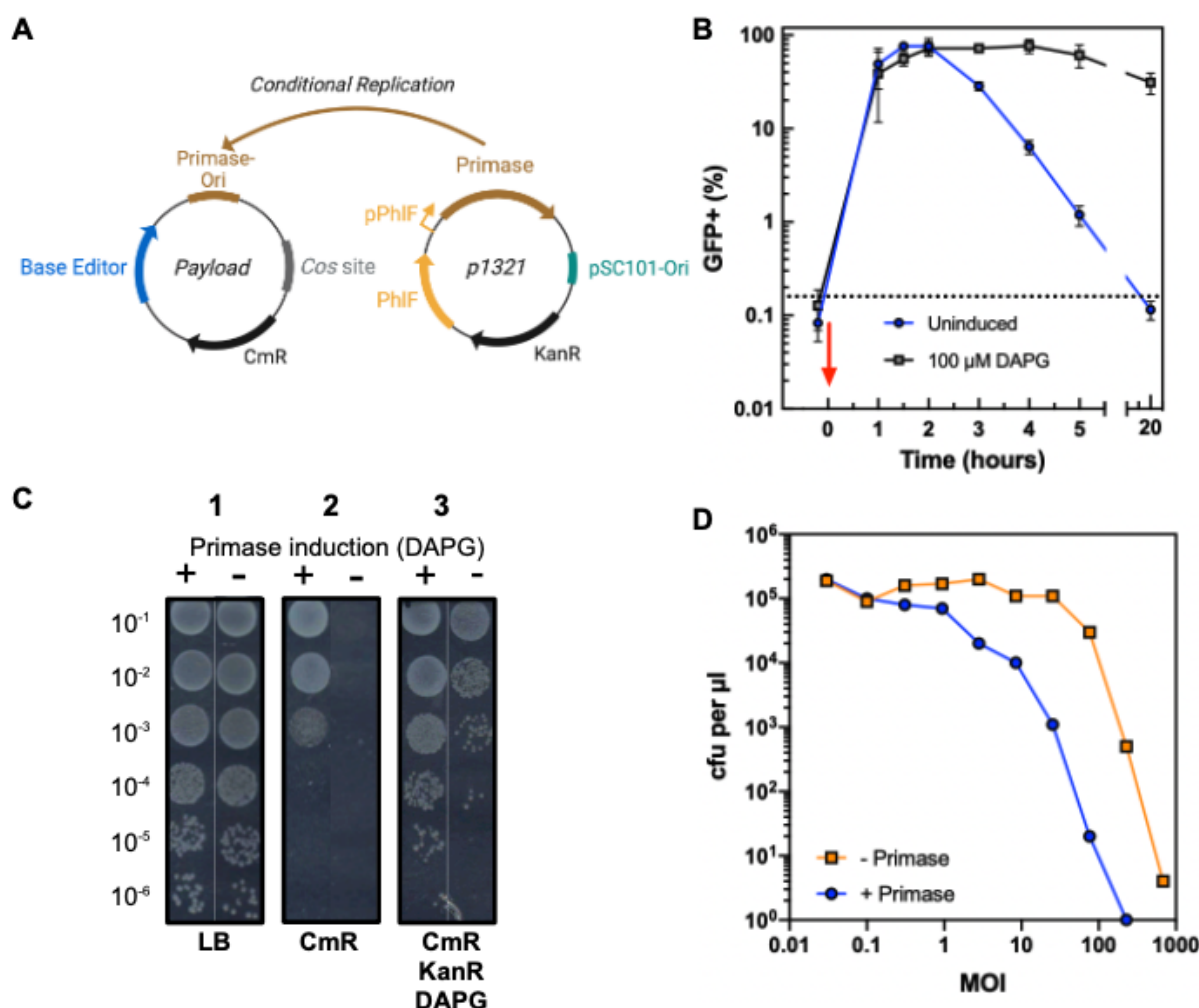 A
Conditional Replication
Primase-
Ori
Primase
pPhlF
Base Editor
Payload
Cos site
CmR
PhlF
p1321
pSC101-Ori
KanR
B
GFP+ (%)
100
10
1
0.1
0.01
Uninduced
100 µM DAPG
0 1 2 3 4 5 20
Time (hours)
C
1 2 3
Primase induction (DAPG)
+ - + - + -
10-1
10-2
10-3
10-4
10-5
10-6
LB CmR CmR
KanR
DAPG
D
cfu per µl
10⁶
10⁵
10⁴
10³
10²
10¹
10⁰
- Primase
+ Primase
0.01 0.1 1 10 100 1000
MOI